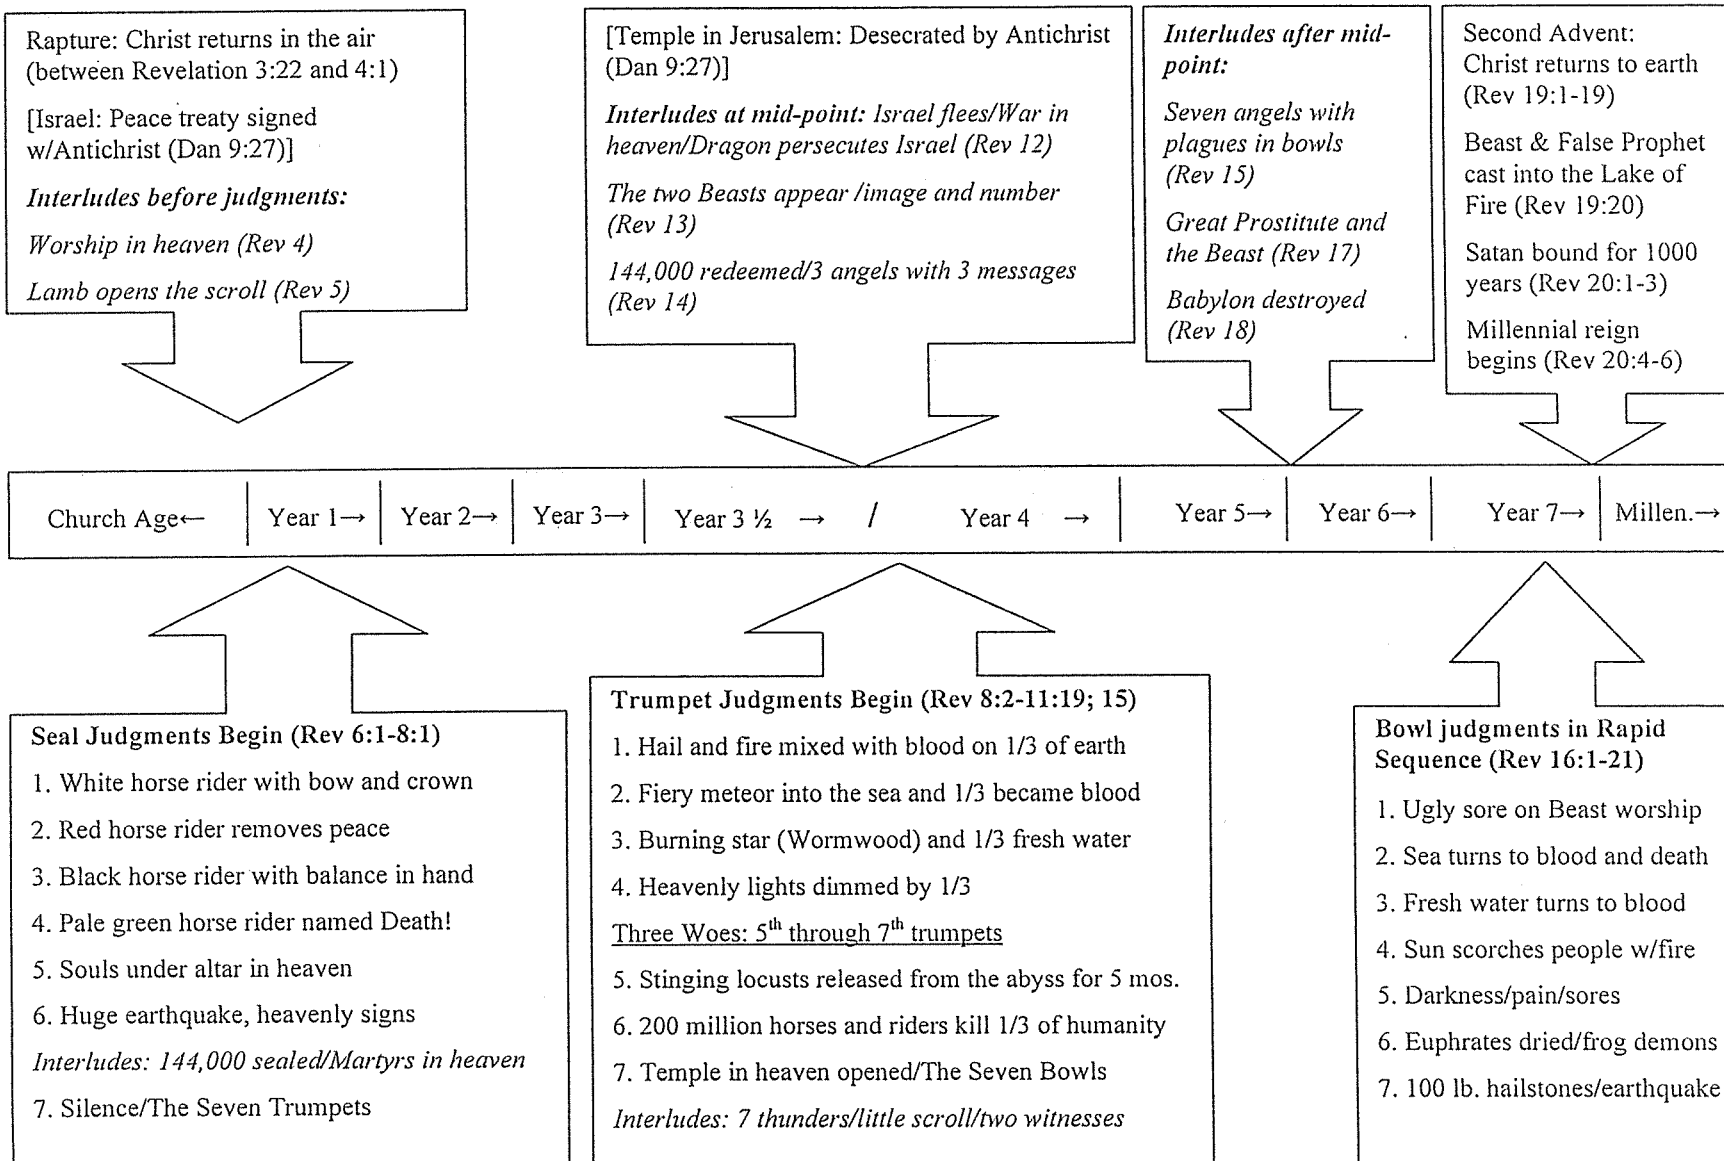 Rapture: Christ returns in the air
(between Revelation 3:22 and 4:1)
[Israel: Peace treaty signed
w/Antichrist (Dan 9:27)]
Interludes before judgments:
Worship in heaven (Rev 4)
Lamb opens the scroll (Rev 5)
[Temple in Jerusalem: Desecrated by Antichrist
(Dan 9:27)]
Interludes at mid-point: Israel flees/War in
heaven/Dragon persecutes Israel (Rev 12)
The two Beasts appear /image and number
(Rev 13)
144,000 redeemed/3 angels with 3 messages
(Rev 14)
Interludes after mid-
point:
Seven angels with
plagues in bowls
(Rev 15)
Great Prostitute and
the Beast (Rev 17)
Babylon destroyed
(Rev 18)
Second Advent:
Christ returns to earth
(Rev 19:1-19)
Beast & False Prophet
cast into the Lake of
Fire (Rev 19:20)
Satan bound for 1000
years (Rev 20:1-3)
Millennial reign
begins (Rev 20:4-6)
Church Age← | Year 1→ | Year 2→ | Year 3→ | Year 3 ½ → / Year 4 → | Year 5→ | Year 6→ | Year 7→ | Millen.→
Seal Judgments Begin (Rev 6:1-8:1)
1. White horse rider with bow and crown
2. Red horse rider removes peace
3. Black horse rider with balance in hand
4. Pale green horse rider named Death!
5. Souls under altar in heaven
6. Huge earthquake, heavenly signs
Interludes: 144,000 sealed/Martyrs in heaven
7. Silence/The Seven Trumpets
Trumpet Judgments Begin (Rev 8:2-11:19; 15)
1. Hail and fire mixed with blood on 1/3 of earth
2. Fiery meteor into the sea and 1/3 became blood
3. Burning star (Wormwood) and 1/3 fresh water
4. Heavenly lights dimmed by 1/3
Three Woes: 5th through 7th trumpets
5. Stinging locusts released from the abyss for 5 mos.
6. 200 million horses and riders kill 1/3 of humanity
7. Temple in heaven opened/The Seven Bowls
Interludes: 7 thunders/little scroll/two witnesses
Bowl judgments in Rapid
Sequence (Rev 16:1-21)
1. Ugly sore on Beast worship
2. Sea turns to blood and death
3. Fresh water turns to blood
4. Sun scorches people w/fire
5. Darkness/pain/sores
6. Euphrates dried/frog demons
7. 100 lb. hailstones/earthquake